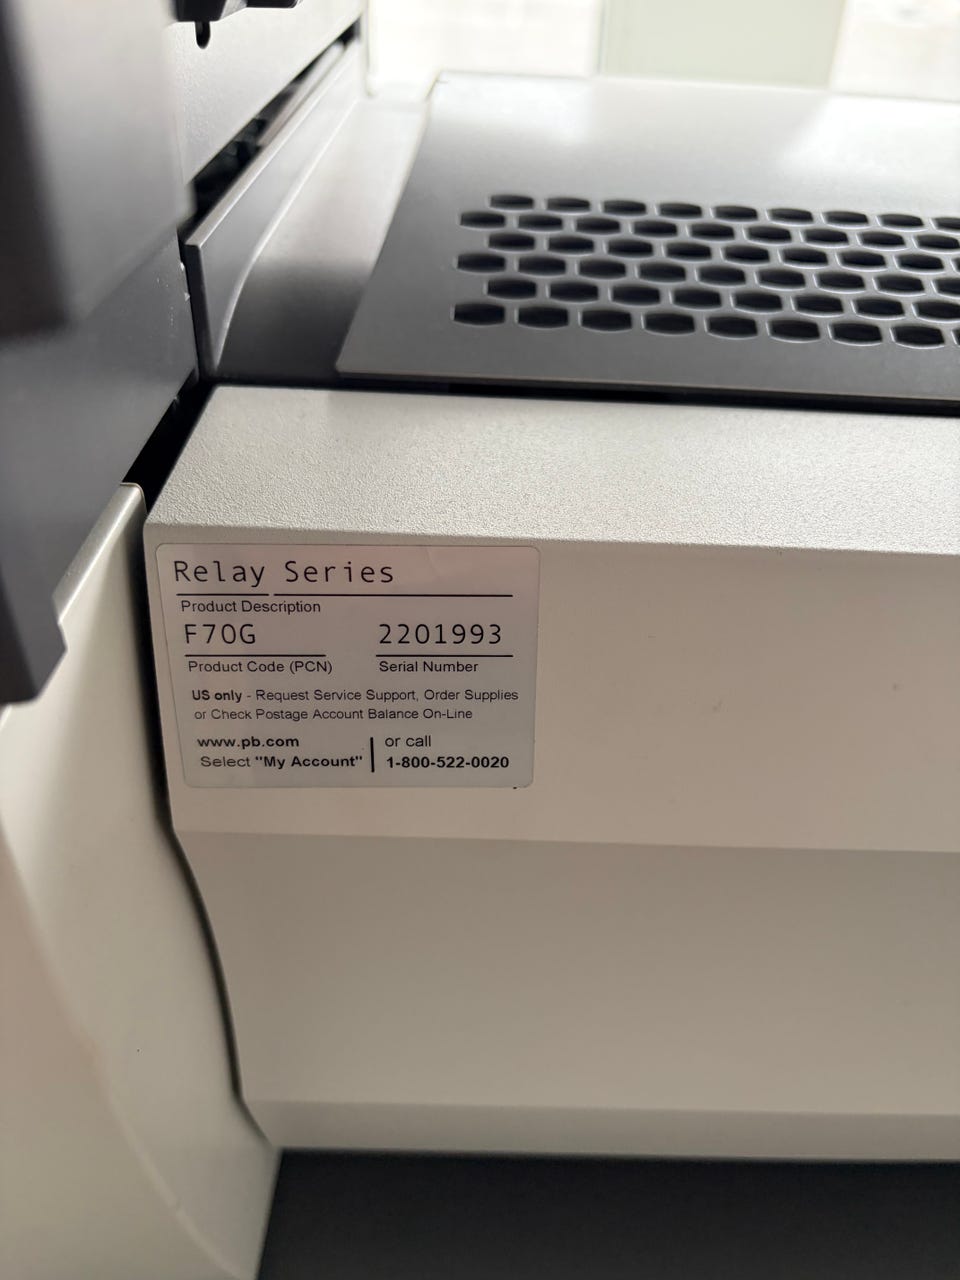 Relay Series
Product Description
F70G 2201993
Product Code (PCN) Serial Number
US only - Request Service Support, Order Supplies
or Check Postage Account Balance On-Line
www.pb.com or call
Select "My Account" 1-800-522-0020